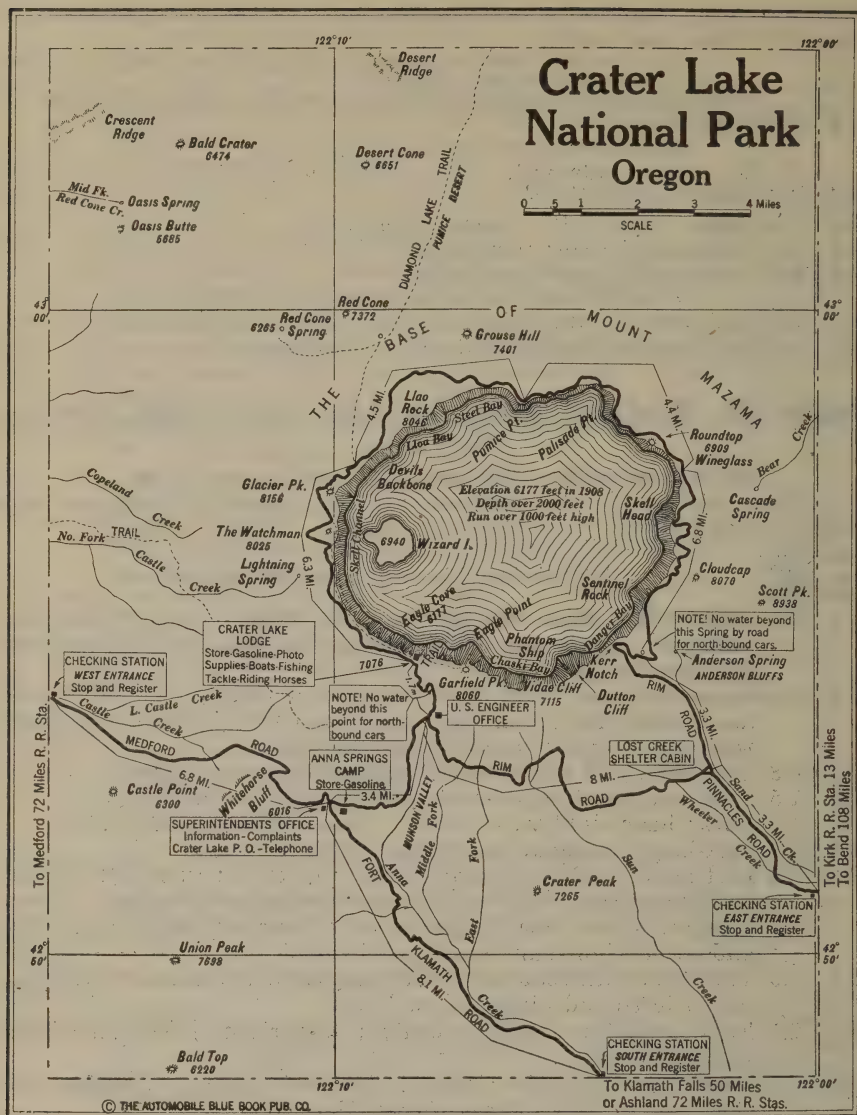 122°10'
122°00'
Crater Lake
National Park
Oregon
0 .5 1 2 3 4 Miles
SCALE
Desert
Ridge
Crescent
Ridge
Bald Crater
6474
Desert Cone
6651
DIAMOND LAKE TRAIL
PUMICE DESERT
Mid Fk.
Red Cone Cr.
Oasis Spring
Oasis Butte
5685
43°
00'
43°
00'
Red Cone
7372
Red Cone
6265 Spring
THE BASE OF MOUNT MAZAMA
Grouse Hill
7401
4.5 MI.
4.4 MI.
Llao
Rock
8046
Steel Bay
Llao Bay
Pumice Pt.
Palisade Pt.
Roundtop
6909
Wineglass
Bear Creek
Cascade
Spring
Devils
Backbone
Glacier Pk.
8156
Elevation 6177 feet in 1908
Depth over 2000 feet
Run over 1000 feet high
Skell
Head
Copeland
Creek
The Watchman
8025
Skell Channel
6940
Wizard I.
6.8 MI.
TRAIL
No. Fork
Castle
Creek
Lightning
Spring
6.3 MI.
Cloudcap
8070
Scott Pk.
8938
Sentinel
Rock
Eagle Cove
6177
Eagle Point
Danger Bay
CRATER LAKE
LODGE
Store-Gasoline-Photo
Supplies-Boats-Fishing
Tackle-Riding Horses
NOTE! No water beyond
this Spring by road
for north-bound cars.
Phantom
Ship
Chaski Bay
7076
TRAIL
Kerr
Notch
Anderson Spring
ANDERSON BLUFFS
CHECKING STATION
WEST ENTRANCE
Stop and Register
Garfield Pk.
8060
Vidae Cliff
7115
Dutton
Cliff
RIM
ROAD
3.3 MI.
L. Castle Creek
Castle
Creek
NOTE! No water
beyond this
point for north-
bound cars
U. S. ENGINEER
OFFICE
MEDFORD
ROAD
6.8 MI.
LOST CREEK
SHELTER CABIN
RIM
8 MI.
ROAD
To Medford 72 Miles R. R. Sta.
ANNA SPRINGS
CAMP
Store-Gasoline
Castle Point
6300
Whitehorse
Bluff
6016
3.4 MI.
Sand
Ck.
3.3 MI.
PINNACLES
ROAD
Wheeler
Creek
To Kirk R. R. Sta. 13 Miles
To Bend 108 Miles
SUPERINTENDENTS OFFICE
Information-Complaints
Crater Lake P. O.-Telephone
MUNSON VALLEY
Middle Fork
East Fork
Sun
Creek
Anna
Creek
Crater Peak
7265
CHECKING STATION
EAST ENTRANCE
Stop and Register
FORT
KLAMATH
ROAD
8.1 MI.
Union Peak
7698
42°
50'
42°
50'
CHECKING STATION
SOUTH ENTRANCE
Stop and Register
Bald Top
6220
122°10'
122°00'
To Klamath Falls 50 Miles
or Ashland 72 Miles R. R. Stas.
© THE AUTOMOBILE BLUE BOOK PUB. CO.